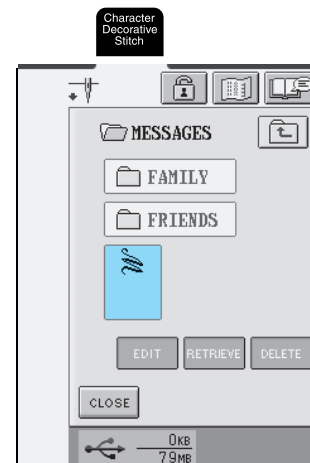 Character
Decorative
Stitch
MESSAGES
FAMILY
FRIENDS
EDIT RETRIEVE DELETE
CLOSE
0KB
79MB